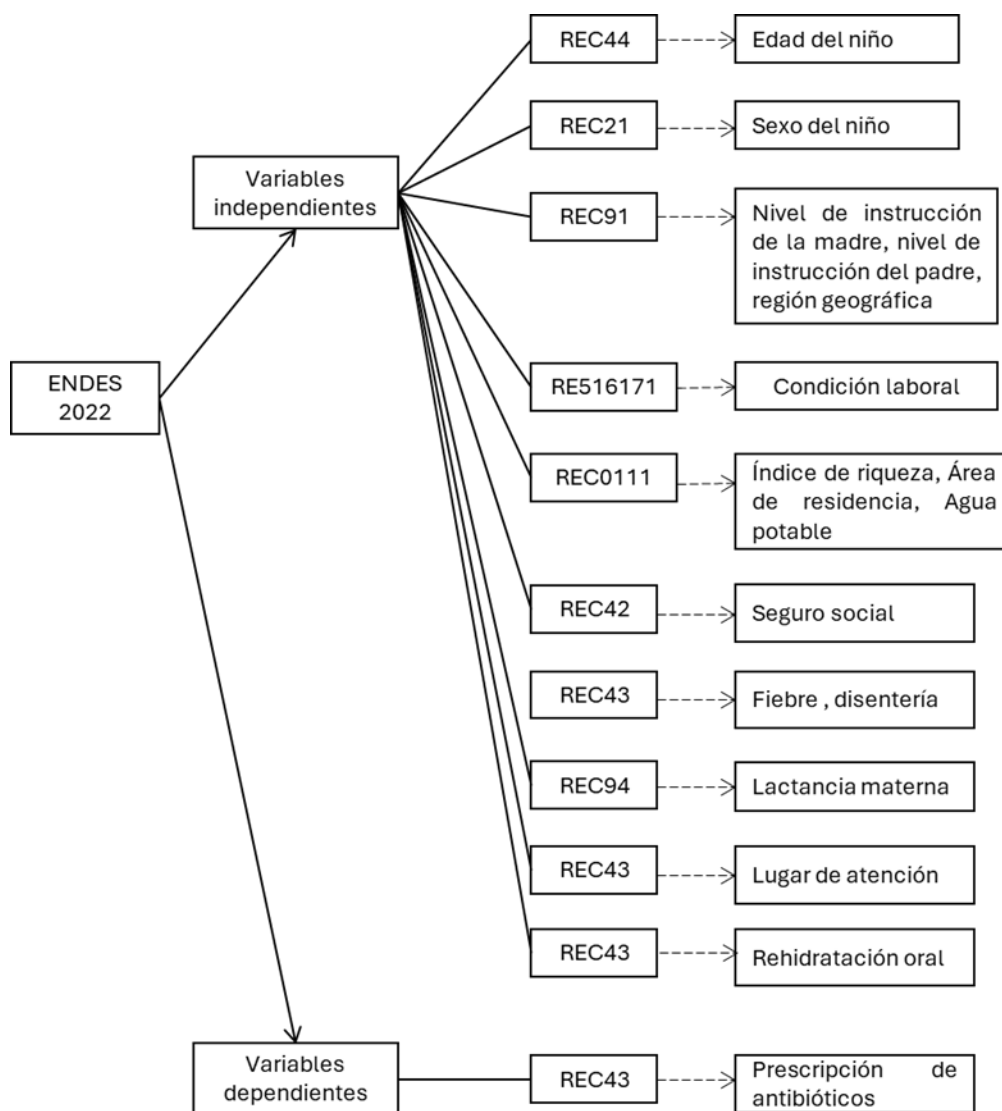 REC44
Edad del niño
REC21
Sexo del niño
Variables
independientes
REC91
Nivel de instrucción
de la madre, nivel de
instrucción del padre,
región geográfica
ENDES
2022
RE516171
Condición laboral
REC0111
Índice de riqueza, Área
de residencia, Agua
potable
REC42
Seguro social
REC43
Fiebre , disentería
REC94
Lactancia materna
REC43
Lugar de atención
REC43
Rehidratación oral
Variables
dependientes
REC43
Prescripción de
antibióticos